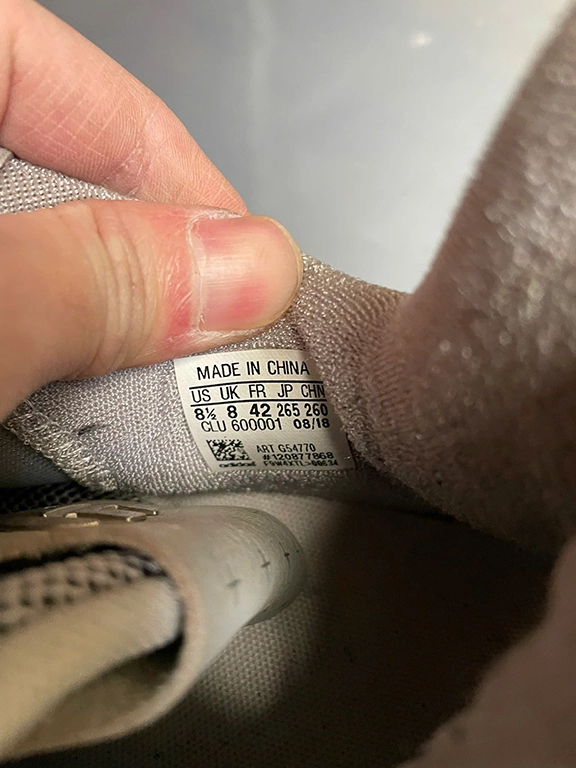 MADE IN CHINA
US UK FR JP CHN
8½ 8 42 265 260
CLU 600001 08/18
ART G54770
#120877868
adidas